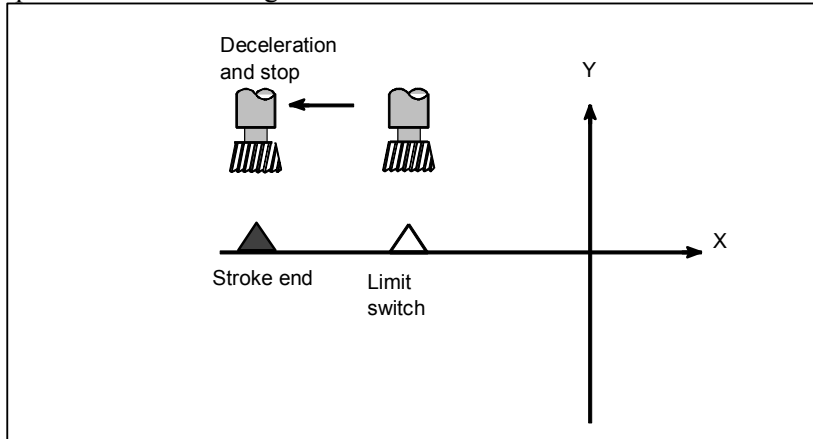 Deceleration
and stop
Y
X
Stroke end
Limit
switch